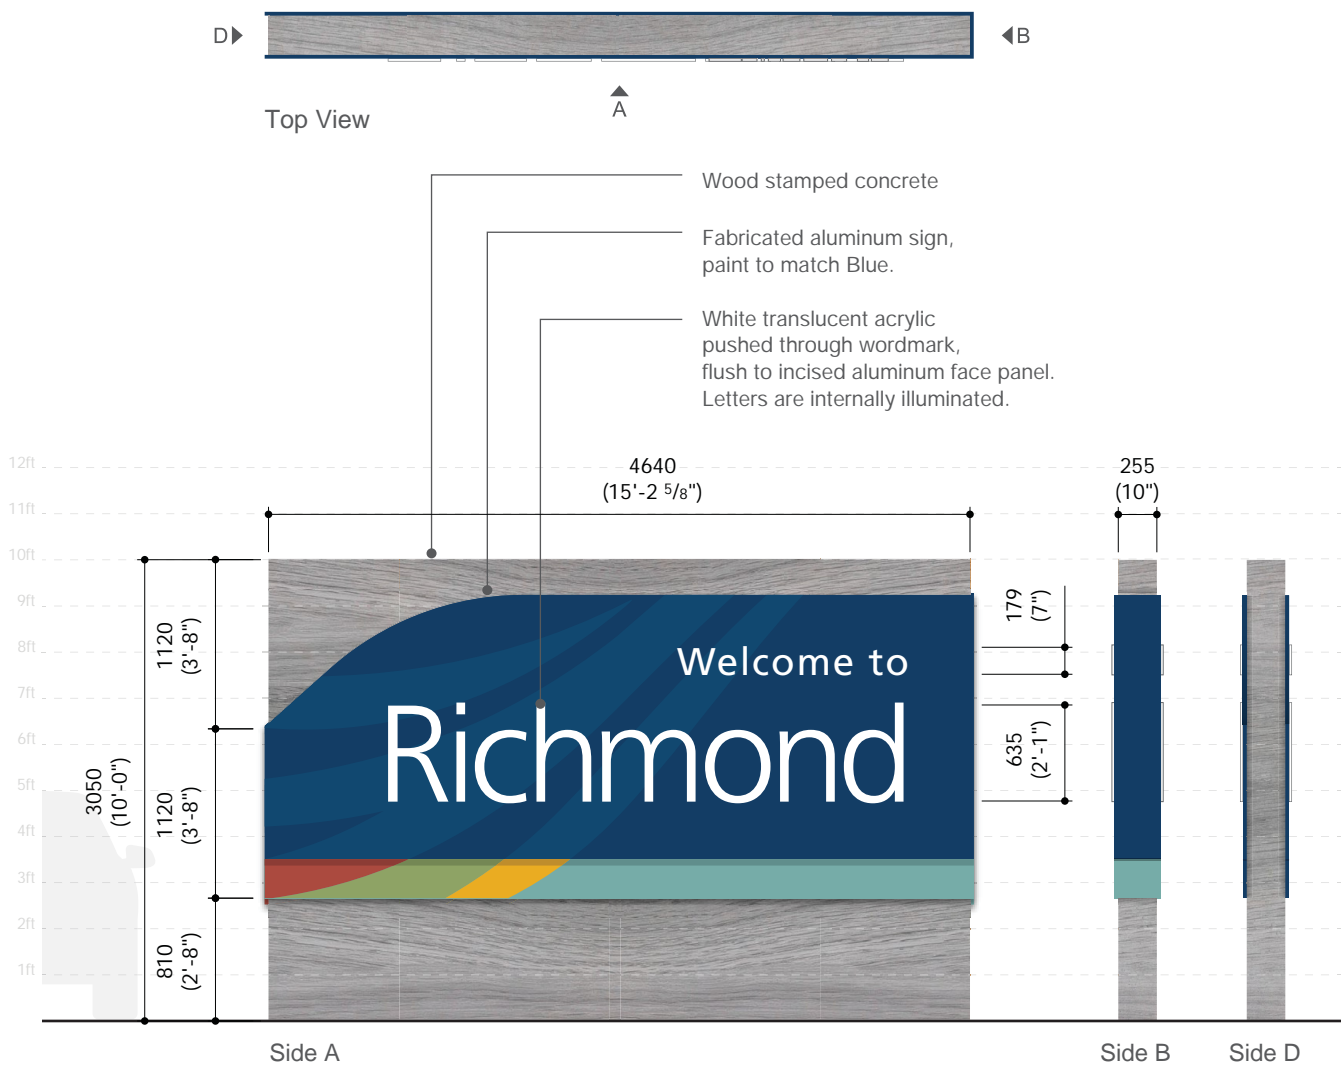 D
B
A
Top View
Wood stamped concrete
Fabricated aluminum sign,
paint to match Blue.
White translucent acrylic
pushed through wordmark,
flush to incised aluminum face panel.
Letters are internally illuminated.
12ft
11ft
10ft
9ft
8ft
7ft
6ft
5ft
4ft
3ft
2ft
1ft
4640
(15'-2 5/8")
255
(10")
3050
(10'-0")
1120
(3'-8")
1120
(3'-8")
810
(2'-8")
Welcome to
Richmond
179
(7")
635
(2'-1")
Side A
Side B
Side D